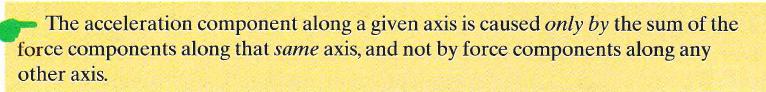 The acceleration component along a given axis is caused only by the sum of the
force components along that same axis, and not by force components along any
other axis.